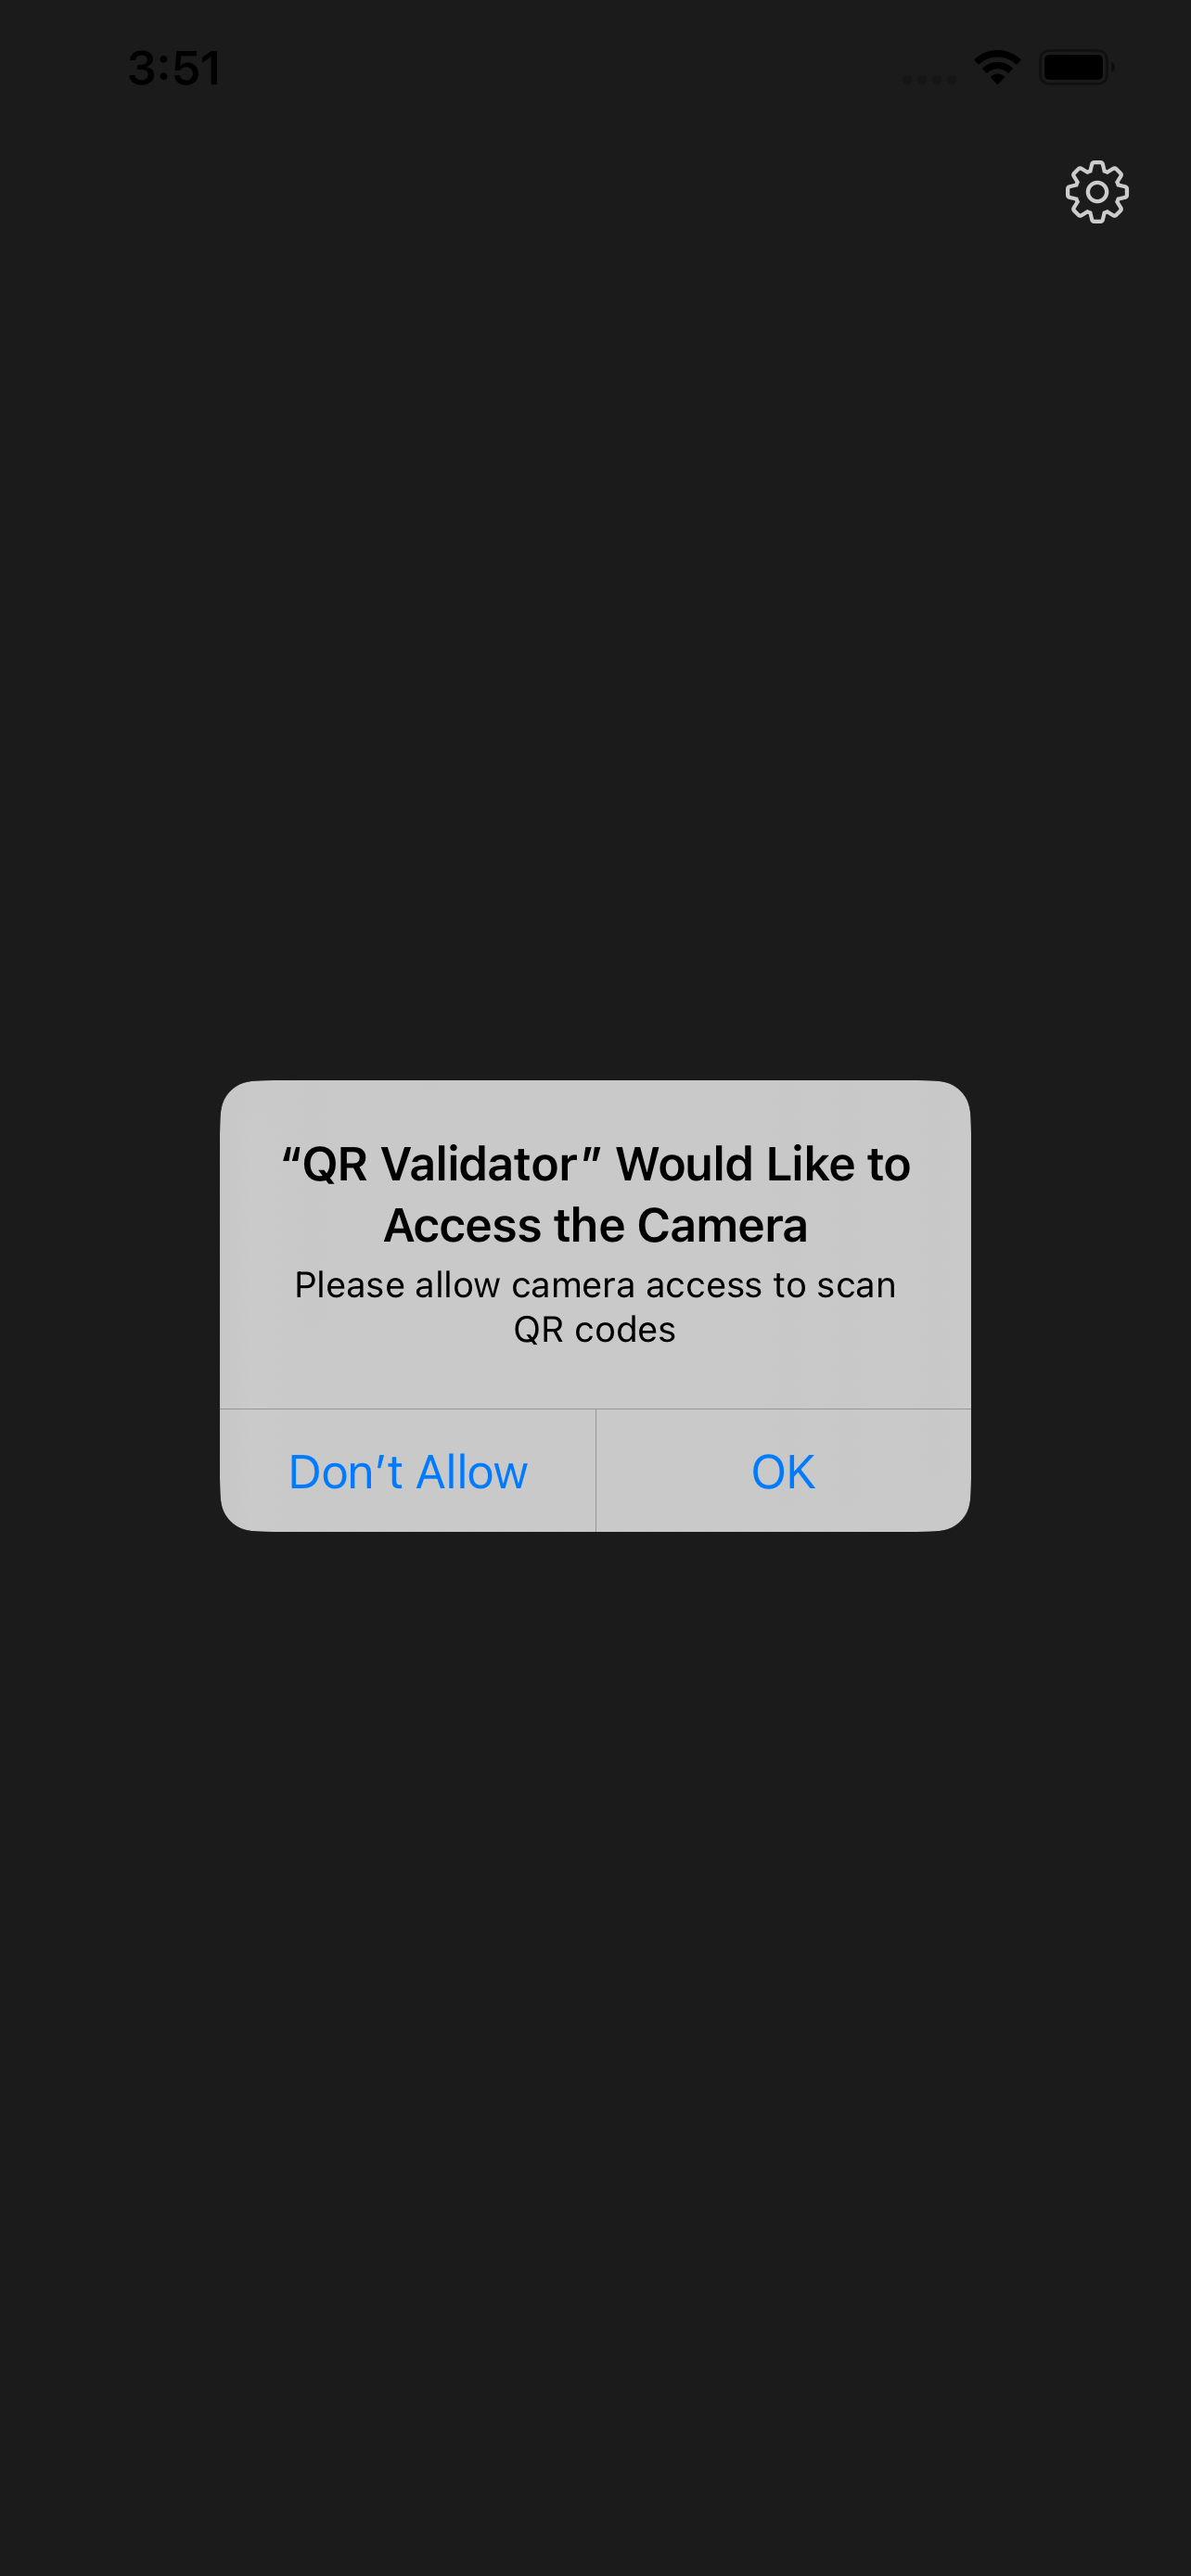 3:51
“QR Validator” Would Like to
Access the Camera
Please allow camera access to scan
QR codes
Don’t Allow
OK